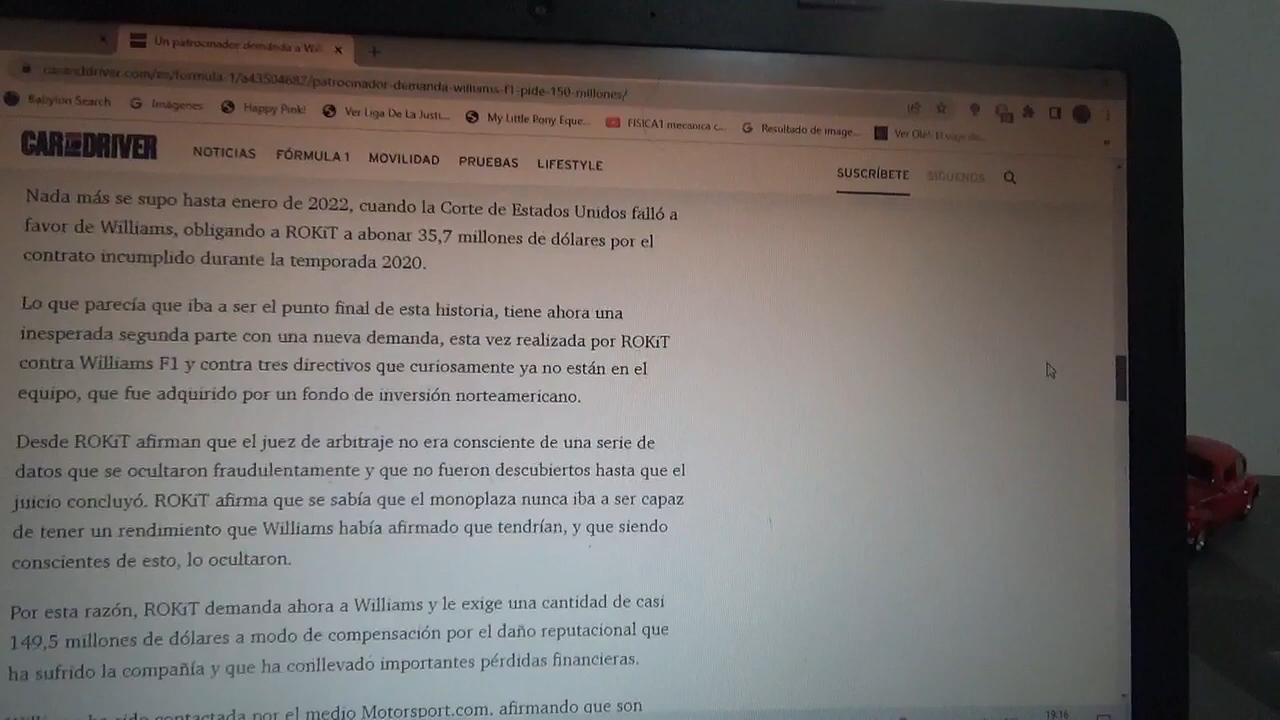 Un patrocinador demanda a Wil
caranddriver.com/es/formula-1/a43504687/patrocinador-demanda-williams-f1-pide-150-millones/
Babylon Search
Imágenes
Happy Pink!
Ver Liga De La Justi...
My Little Pony Eque...
FISICA1 mecanica c...
Resultado de image...
CAR AND DRIVER
NOTICIAS
FÓRMULA 1
MOVILIDAD
PRUEBAS
LIFESTYLE
SUSCRÍBETE
SÍGUENOS
Nada más se supo hasta enero de 2022, cuando la Corte de Estados Unidos falló a
favor de Williams, obligando a ROKiT a abonar 35,7 millones de dólares por el
contrato incumplido durante la temporada 2020.
Lo que parecía que iba a ser el punto final de esta historia, tiene ahora una
inesperada segunda parte con una nueva demanda, esta vez realizada por ROKiT
contra Williams F1 y contra tres directivos que curiosamente ya no están en el
equipo, que fue adquirido por un fondo de inversión norteamericano.
Desde ROKiT afirman que el juez de arbitraje no era consciente de una serie de
datos que se ocultaron fraudulentamente y que no fueron descubiertos hasta que el
juicio concluyó. ROKiT afirma que se sabía que el monoplaza nunca iba a ser capaz
de tener un rendimiento que Williams había afirmado que tendrían, y que siendo
conscientes de esto, lo ocultaron.
Por esta razón, ROKiT demanda ahora a Williams y le exige una cantidad de casi
149,5 millones de dólares a modo de compensación por el daño reputacional que
ha sufrido la compañía y que ha conllevado importantes pérdidas financieras.
ha sido contactada por el medio Motorsport.com, afirmando que son
19:16